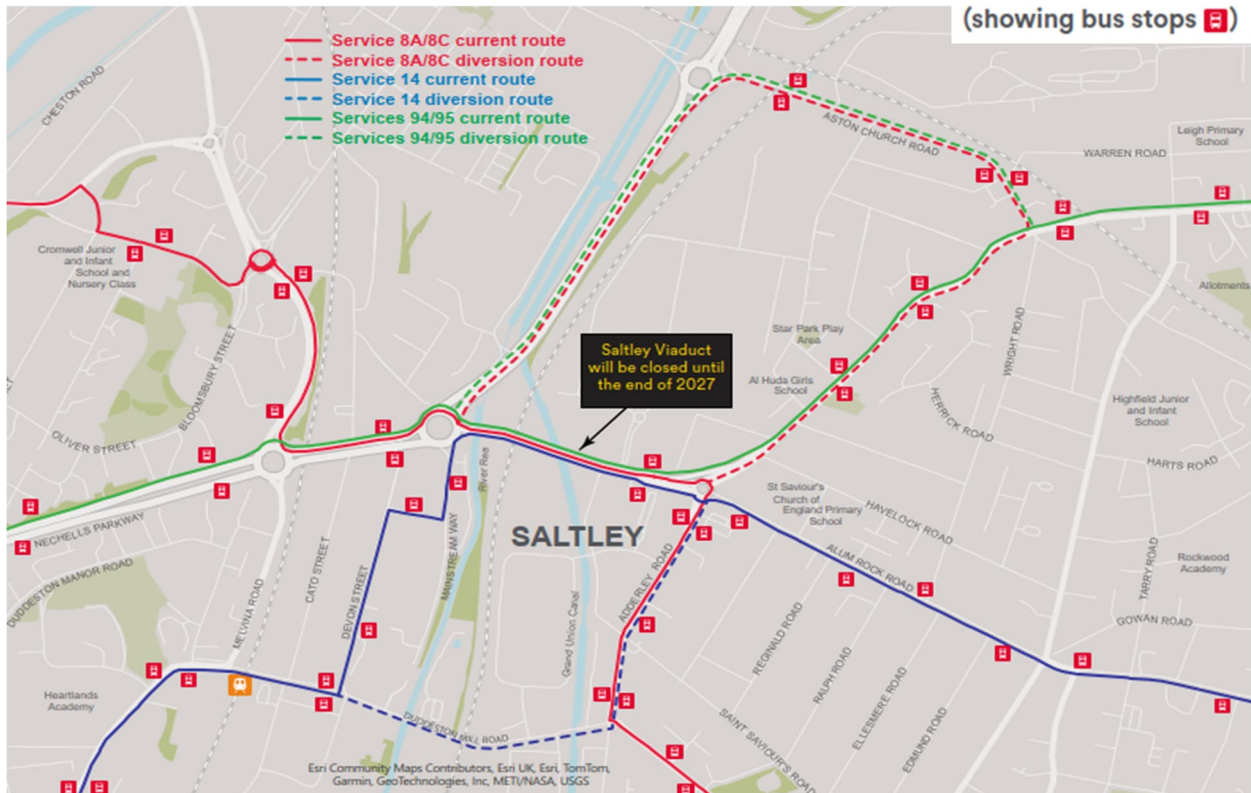 (showing bus stops )
Service 8A/8C current route
Service 8A/8C diversion route
Service 14 current route
Service 14 diversion route
Services 94/95 current route
Services 94/95 diversion route
CHESTON ROAD
ASTON CHURCH ROAD
Leigh Primary
School
WARREN ROAD
Cromwell Junior
and Infant
School and
Nursery Class
Allotments
BLOOMSBURY STREET
Star Park Play
Area
WRIGHT ROAD
Saltley Viaduct
will be closed until
the end of 2027
Al Huda Girls
School
HERRICK ROAD
Highfield Junior
and Infant
School
OLIVER STREET
HARTS ROAD
River Rea
St Saviour's
Church of
England Primary
School
HAVELOCK ROAD
NECHELLS PARKWAY
SALTLEY
ALUM ROCK ROAD
TARRY ROAD
Rockwood
Academy
DUDDESTON MANOR ROAD
CATO STREET
MAINSTREAM WAY
DEVON STREET
MELVINA ROAD
Grand Union Canal
ADDERLEY ROAD
GOWAN ROAD
REGINALD ROAD
RALPH ROAD
ELLESMERE ROAD
EDMUND ROAD
SAINT SAVIOUR'S ROAD
Heartlands
Academy
DUDDESTON MILL ROAD
Esri Community Maps Contributors, Esri UK, Esri, TomTom,
Garmin, GeoTechnologies, Inc, METI/NASA, USGS